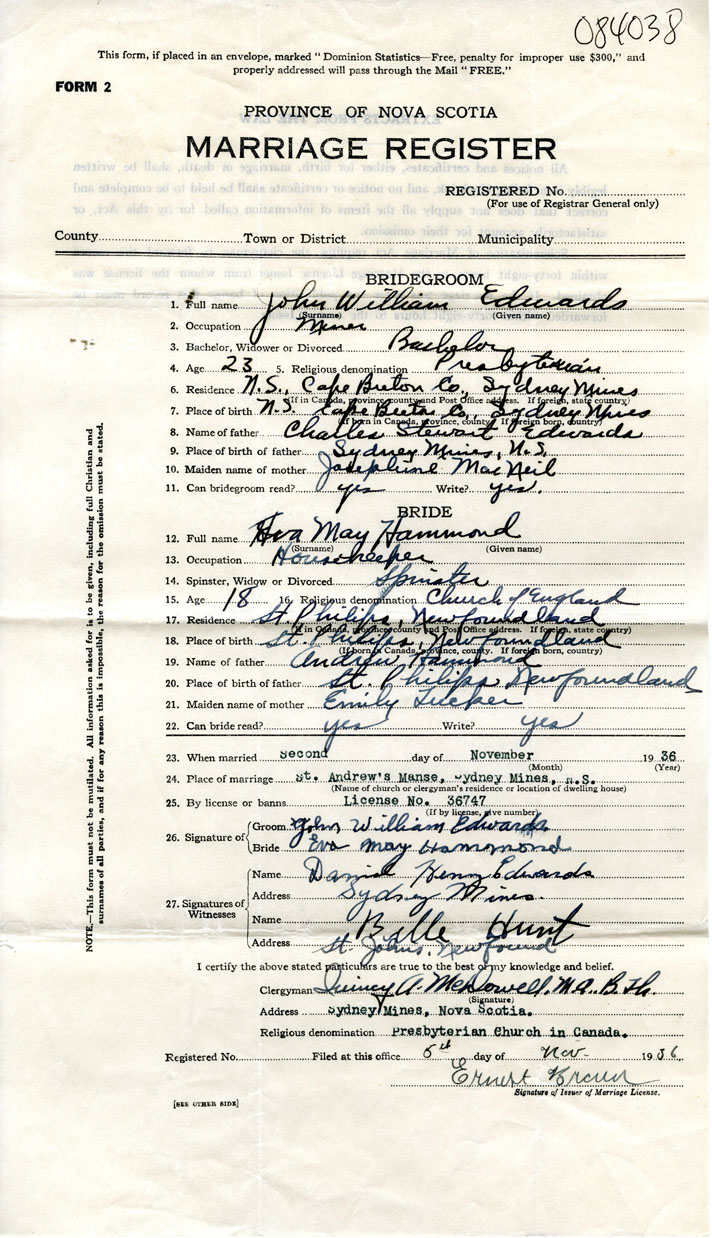 084038
This form, if placed in an envelope, marked "Dominion Statistics—Free, penalty for improper use $300," and
properly addressed will pass through the Mail "FREE."
FORM 2
PROVINCE OF NOVA SCOTIA
MARRIAGE REGISTER
REGISTERED No.
(For use of Registrar General only)
County Town or District Municipality
BRIDEGROOM
1. Full name John William Edwards
(Surname) (Given name)
2. Occupation Miner
3. Bachelor, Widower or Divorced Bachelor
4. Age 23 5. Religious denomination Presbyterian
6. Residence N.S., Cape Breton Co., Sydney Mines
(If in Canada, province, county and Post Office address. If foreign, state country)
7. Place of birth N.S. Cape Breton Co., Sydney Mines
(If born in Canada, province, county. If foreign born, country)
8. Name of father Charles Stewart Edwards
9. Place of birth of father Sydney Mines, N.S.
10. Maiden name of mother Josephine MacNeil
11. Can bridegroom read? yes Write? yes.
BRIDE
12. Full name Eva May Hammond
(Surname) (Given name)
13. Occupation Housekeeper
14. Spinster, Widow or Divorced Spinster
15. Age 18 16. Religious denomination Church of England
17. Residence St. Philips, Newfoundland
(If in Canada, province, county and Post Office address. If foreign, state country)
18. Place of birth St. Philips, Newfoundland
(If born in Canada, province, county. If foreign born, country)
19. Name of father Andrew Hammond
20. Place of birth of father St. Philips Newfoundland
21. Maiden name of mother Emily Tucker
22. Can bride read? yes Write? yes
23. When married second day of November 1936
(Month) (Year)
24. Place of marriage St. Andrew's Manse, Sydney Mines, N.S.
(Name of church or clergyman's residence or location of dwelling house)
25. By license or banns License No. 36747
(If by license, give number)
26. Signature of
Groom John William Edwards
Bride Eva May Hammond
27. Signatures of Witnesses
Name Daniel Henry Edwards
Address Sydney Mines.
Name Belle Hunt
Address St. Johns, Newfound
I certify the above stated particulars are true to the best of my knowledge and belief.
Clergyman Quincy A. McDowell, M.A. B.Th.
(Signature)
Address Sydney Mines, Nova Scotia.
Religious denomination Presbyterian Church in Canada.
Registered No. Filed at this office 5th day of Nov. 1936
Ernest Brown
Signature of Issuer of Marriage License.
[SEE OTHER SIDE]
NOTE.—This form must not be mutilated. All information asked for is to be given, including full Christian and
surnames of all parties, and if for any reason this is impossible, the reason for the omission must be stated.